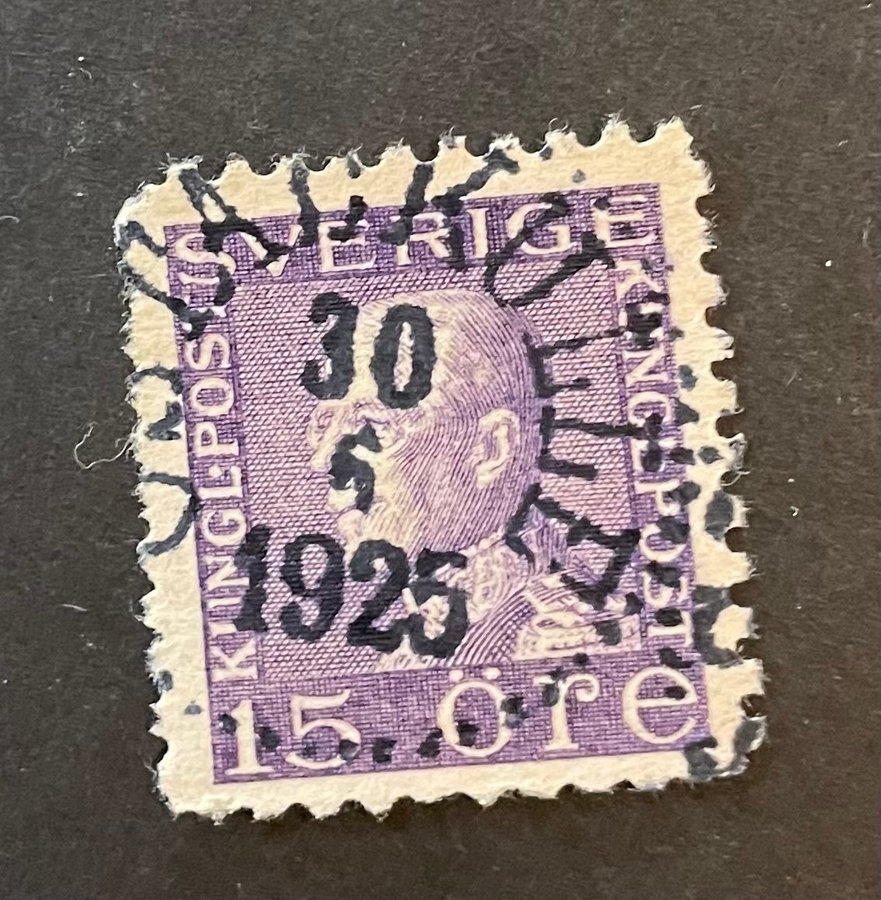 SVERIGE
KUNGL:POST
KUNGL:POST
30
5
1925
15 öre